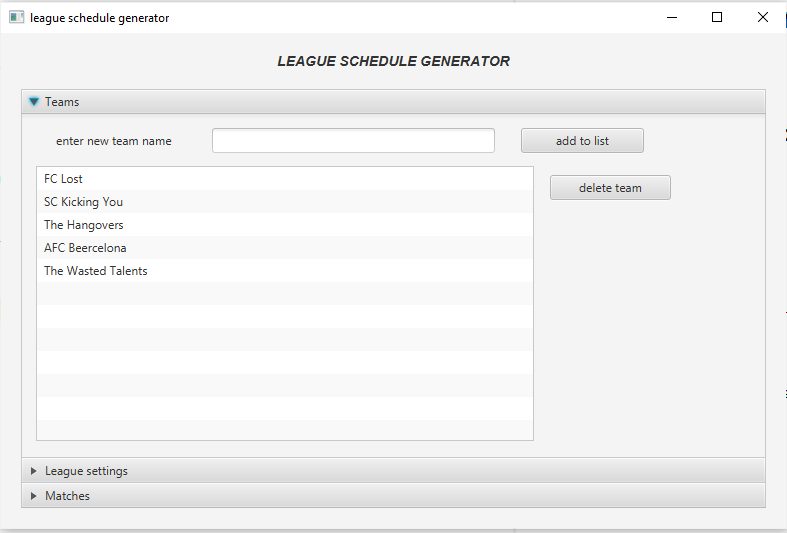 league schedule generator
LEAGUE SCHEDULE GENERATOR
Teams
enter new team name
add to list
FC Lost
delete team
SC Kicking You
The Hangovers
AFC Beercelona
The Wasted Talents
League settings
Matches